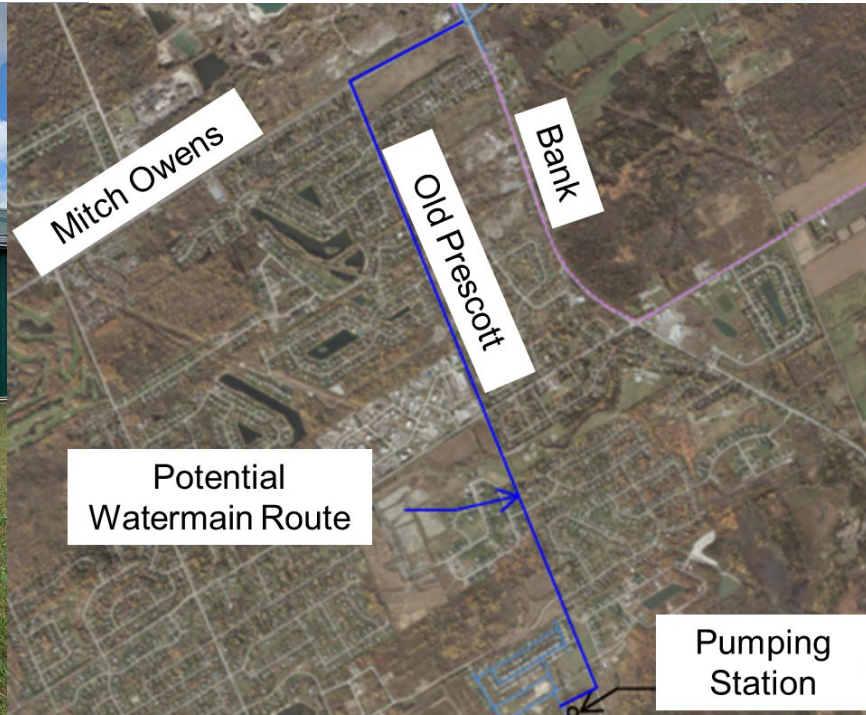 Mitch Owens
Bank
Old Prescott
Potential
Watermain Route
Pumping
Station